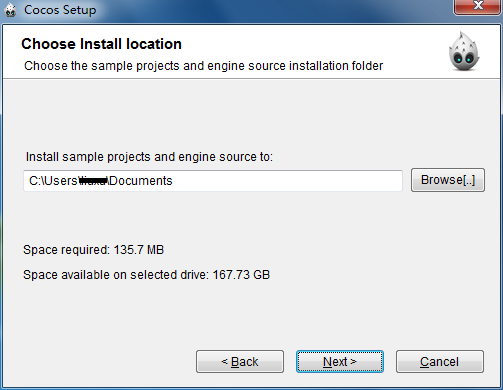 Cocos Setup
Choose Install location
Choose the sample projects and engine source installation folder
Install sample projects and engine source to:
C:\Users\ \Documents
Browse[..]
Space required: 135.7 MB
Space available on selected drive: 167.73 GB
< Back
Next >
Cancel